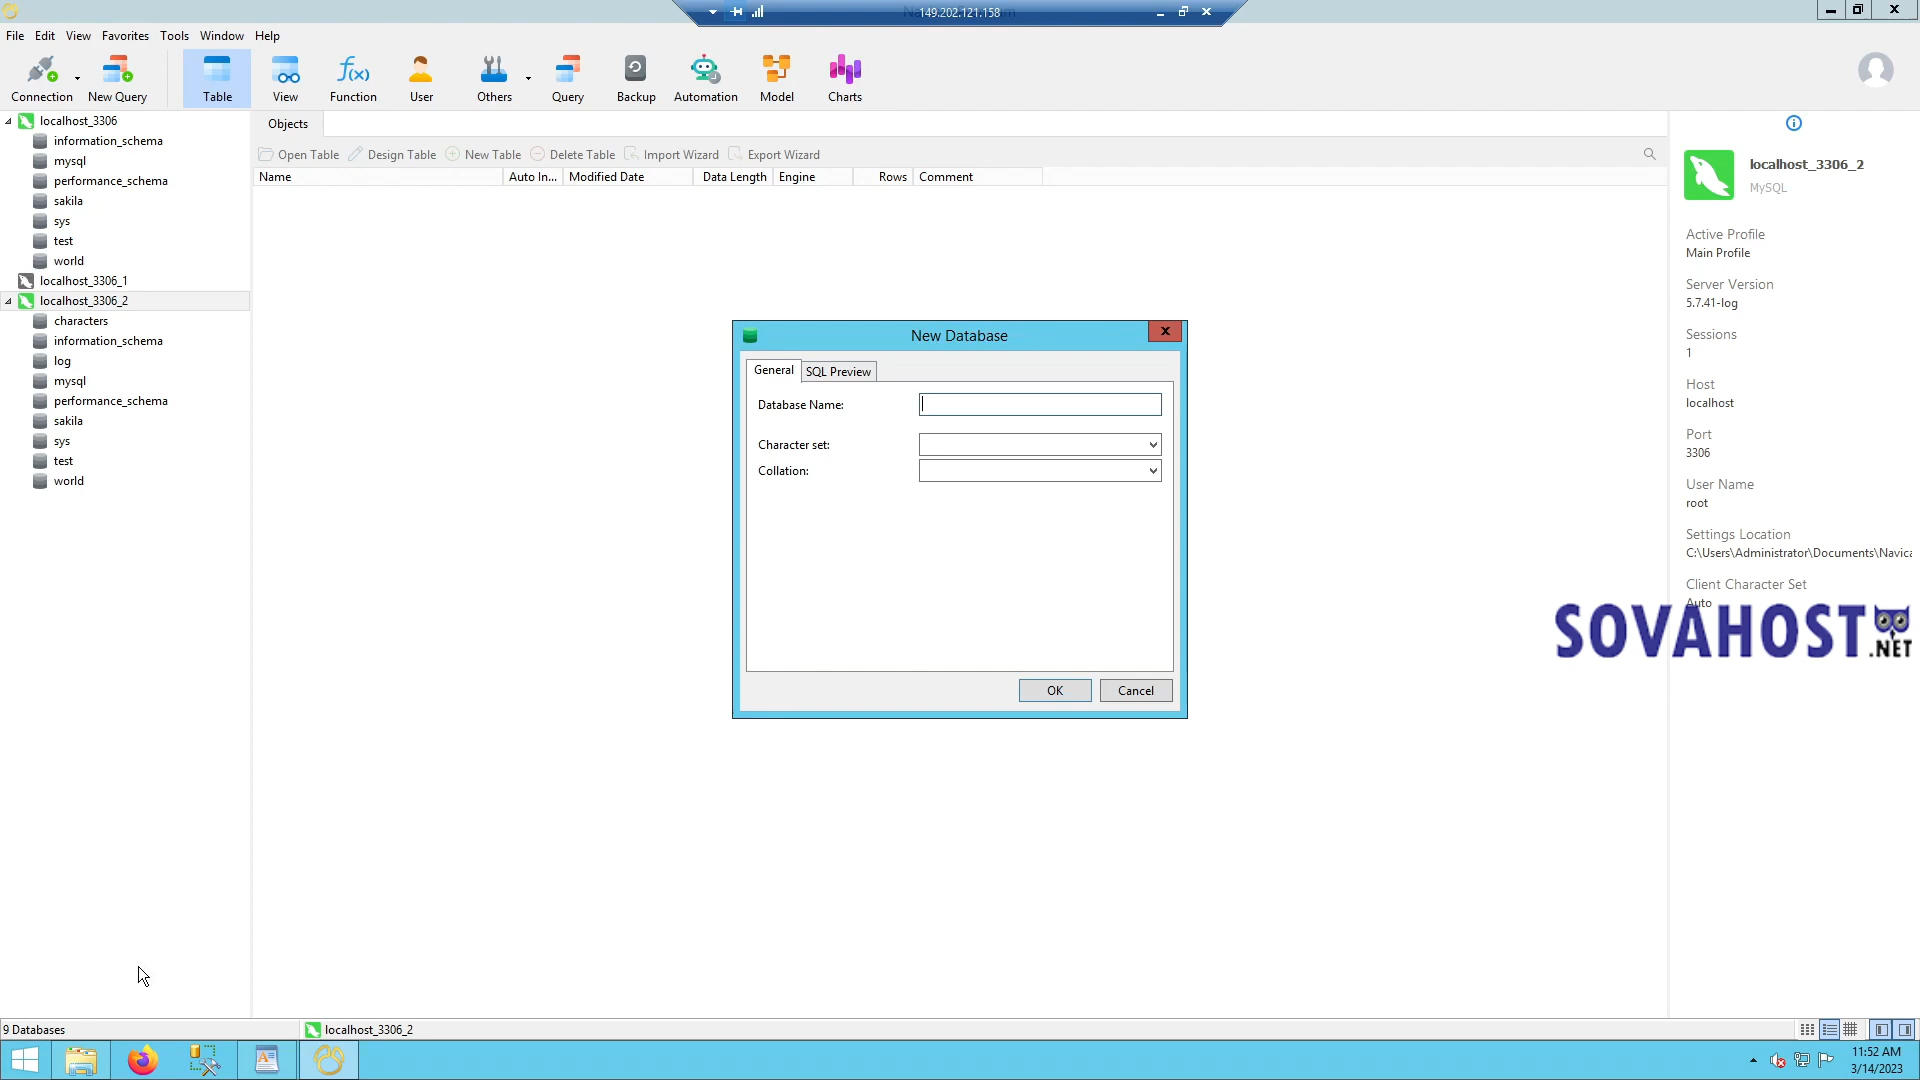 149.202.121.158
File Edit View Favorites Tools Window Help
Connection New Query Table View Function User Others Query Backup Automation Model Charts
localhost_3306
information_schema
mysql
performance_schema
sakila
sys
test
world
localhost_3306_1
localhost_3306_2
characters
information_schema
log
mysql
performance_schema
sakila
sys
test
world
Objects
Open Table Design Table New Table Delete Table Import Wizard Export Wizard
Name Auto In... Modified Date Data Length Engine Rows Comment
New Database
General SQL Preview
Database Name:
Character set:
Collation:
OK Cancel
localhost_3306_2
MySQL
Active Profile
Main Profile
Server Version
5.7.41-log
Sessions
1
Host
localhost
Port
3306
User Name
root
Settings Location
C:\Users\Administrator\Documents\Navica
Client Character Set
Auto
SOVAHOST
.NET
9 Databases localhost_3306_2
11:52 AM
3/14/2023